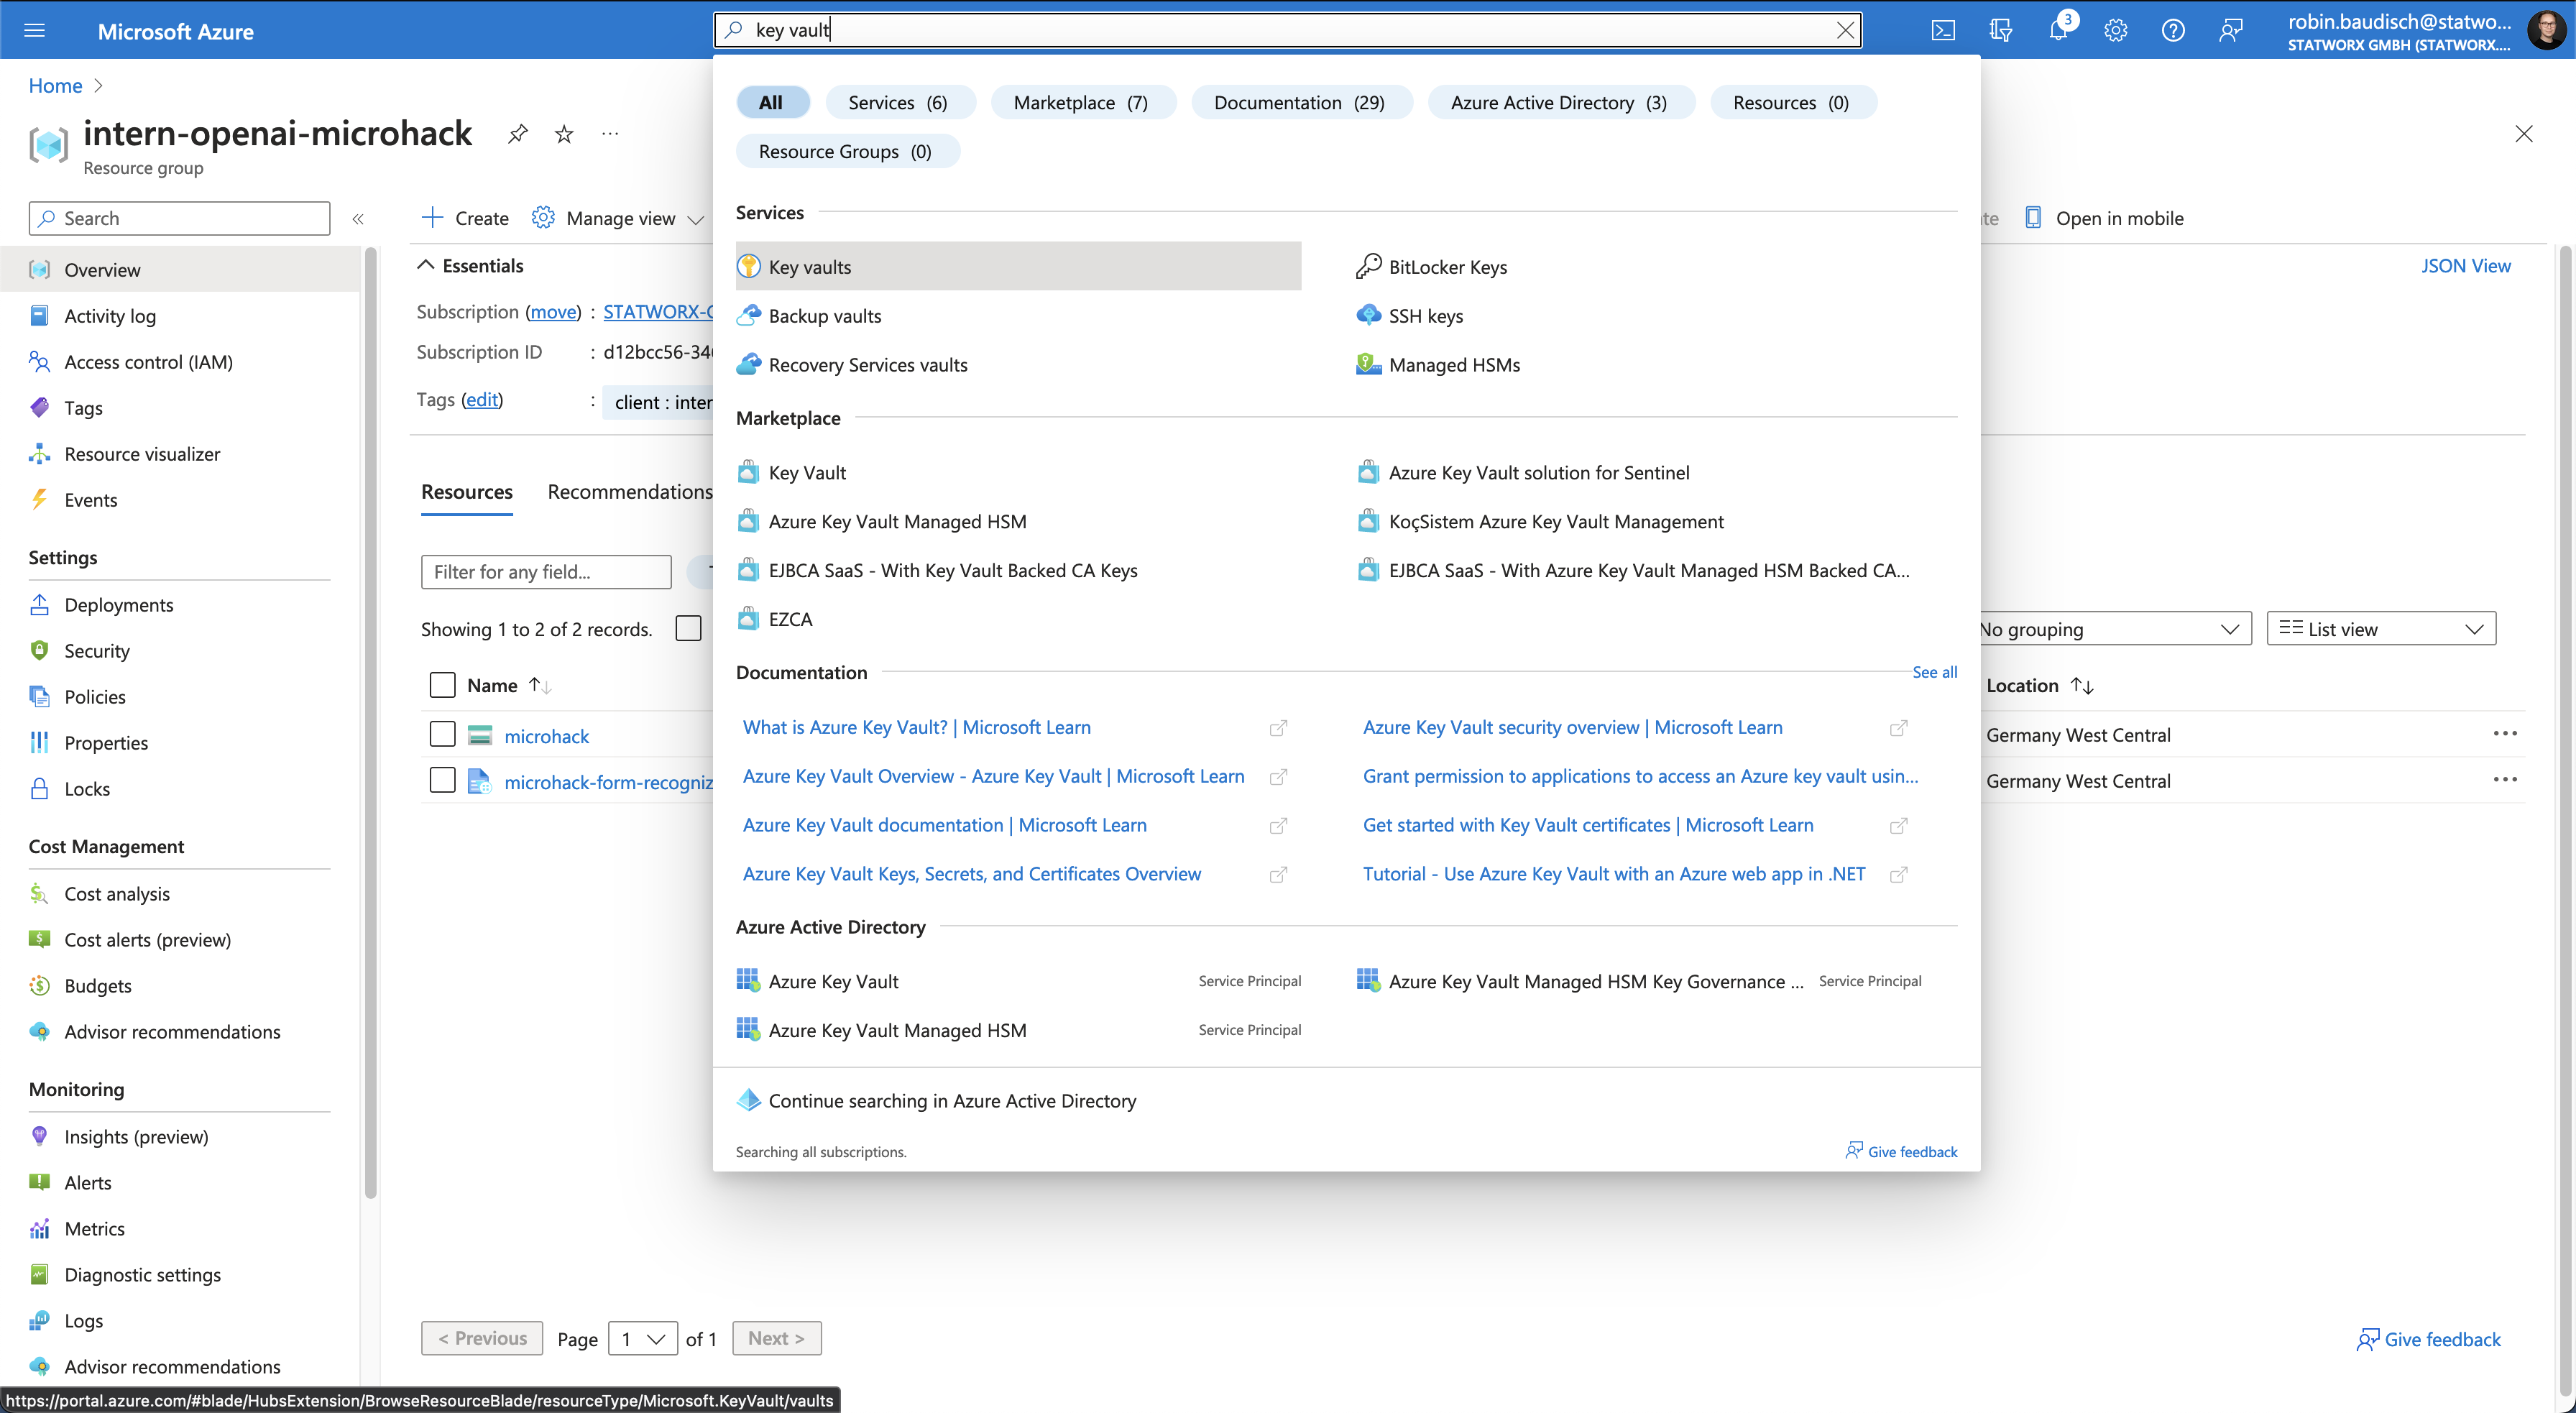 Microsoft Azure
key vault
3
robin.baudisch@statwo...
STATWORX GMBH (STATWORX....
Home >
intern-openai-microhack
...
Resource group
Search
«
Overview
Activity log
Access control (IAM)
Tags
Resource visualizer
Events
Settings
Deployments
Security
Policies
Properties
Locks
Cost Management
Cost analysis
Cost alerts (preview)
Budgets
Advisor recommendations
Monitoring
Insights (preview)
Alerts
Metrics
Diagnostic settings
Logs
Advisor recommendations
Create
Manage view
Open in mobile
Essentials
JSON View
Subscription (move) :
Subscription ID :
Tags (edit) : client :
Resources Recommendations
Filter for any field...
Showing 1 to 2 of 2 records.
No grouping
List view
Name
Location
microhack
Germany West Central
...
Germany West Central
...
< Previous Page 1 of 1 Next >
Give feedback
All Services (6) Marketplace (7) Documentation (29) Azure Active Directory (3) Resources (0)
Resource Groups (0)
Services
Key vaults BitLocker Keys
Backup vaults SSH keys
Recovery Services vaults Managed HSMs
Marketplace
Key Vault Azure Key Vault solution for Sentinel
Azure Key Vault Managed HSM KoçSistem Azure Key Vault Management
EJBCA SaaS - With Key Vault Backed CA Keys EJBCA SaaS - With Azure Key Vault Managed HSM Backed CA...
EZCA
Documentation See all
What is Azure Key Vault? | Microsoft Learn Azure Key Vault security overview | Microsoft Learn
Azure Key Vault Overview - Azure Key Vault | Microsoft Learn Grant permission to applications to access an Azure key vault usin...
Azure Key Vault documentation | Microsoft Learn Get started with Key Vault certificates | Microsoft Learn
Azure Key Vault Keys, Secrets, and Certificates Overview Tutorial - Use Azure Key Vault with an Azure web app in .NET
Azure Active Directory
Azure Key Vault Service Principal Azure Key Vault Managed HSM Key Governance ... Service Principal
Azure Key Vault Managed HSM Service Principal
Continue searching in Azure Active Directory
Searching all subscriptions.
Give feedback
https://portal.azure.com/#blade/HubsExtension/BrowseResourceBlade/resourceType/Microsoft.KeyVault/vaults